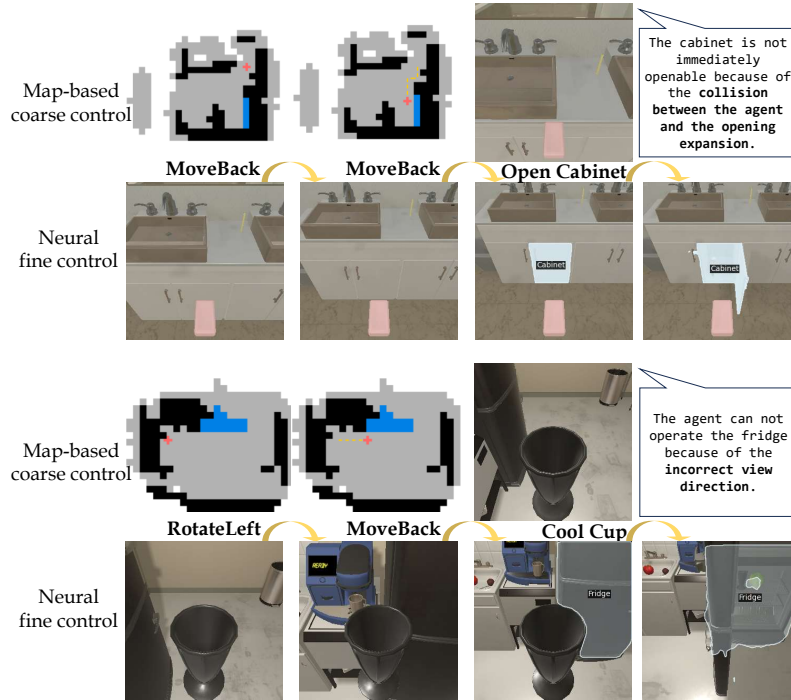 Map-based
coarse control
The cabinet is not
immediately
openable because of
the collision
between the agent
and the opening
expansion.
MoveBack
MoveBack
Open Cabinet
Neural
fine control
Cabinet
Cabinet
Map-based
coarse control
The agent can not
operate the fridge
because of the
incorrect view
direction.
RotateLeft
MoveBack
Cool Cup
Neural
fine control
READY
Fridge
Fridge